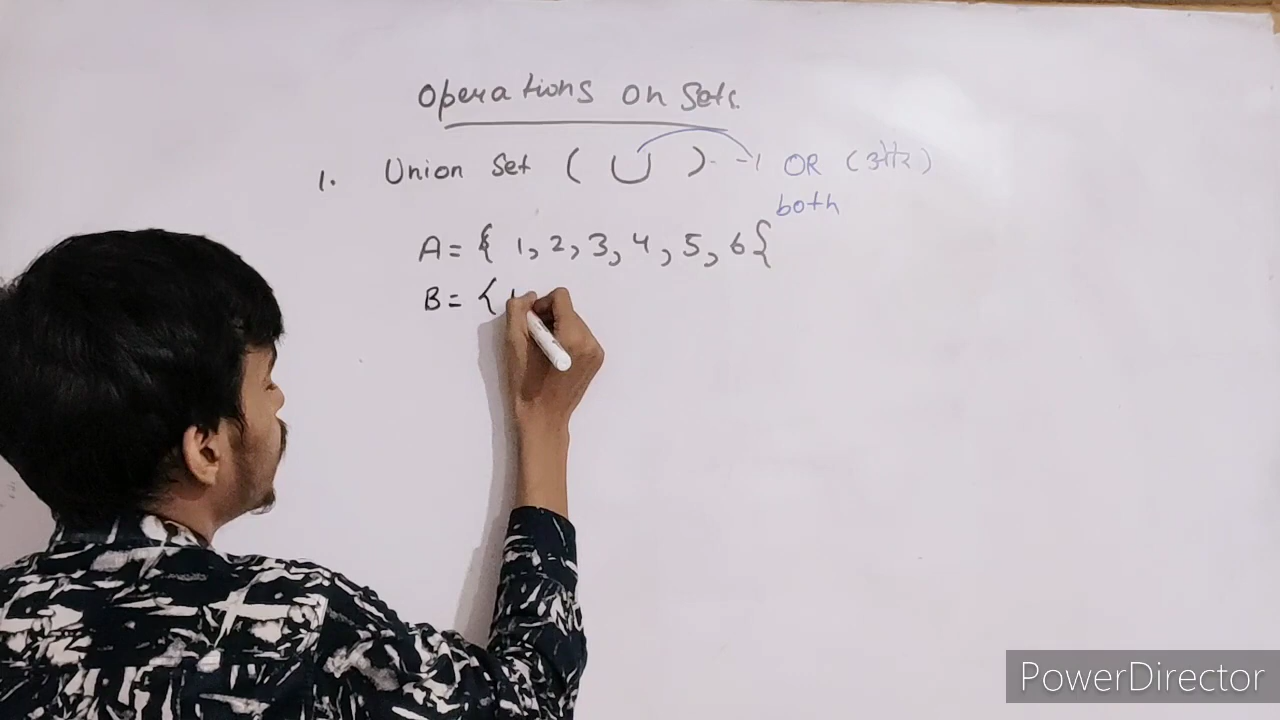 Operations on Sets.
1. Union Set ( ∪ ) OR (और)
both
A = { 1, 2, 3, 4, 5, 6 {
B = {
PowerDirector